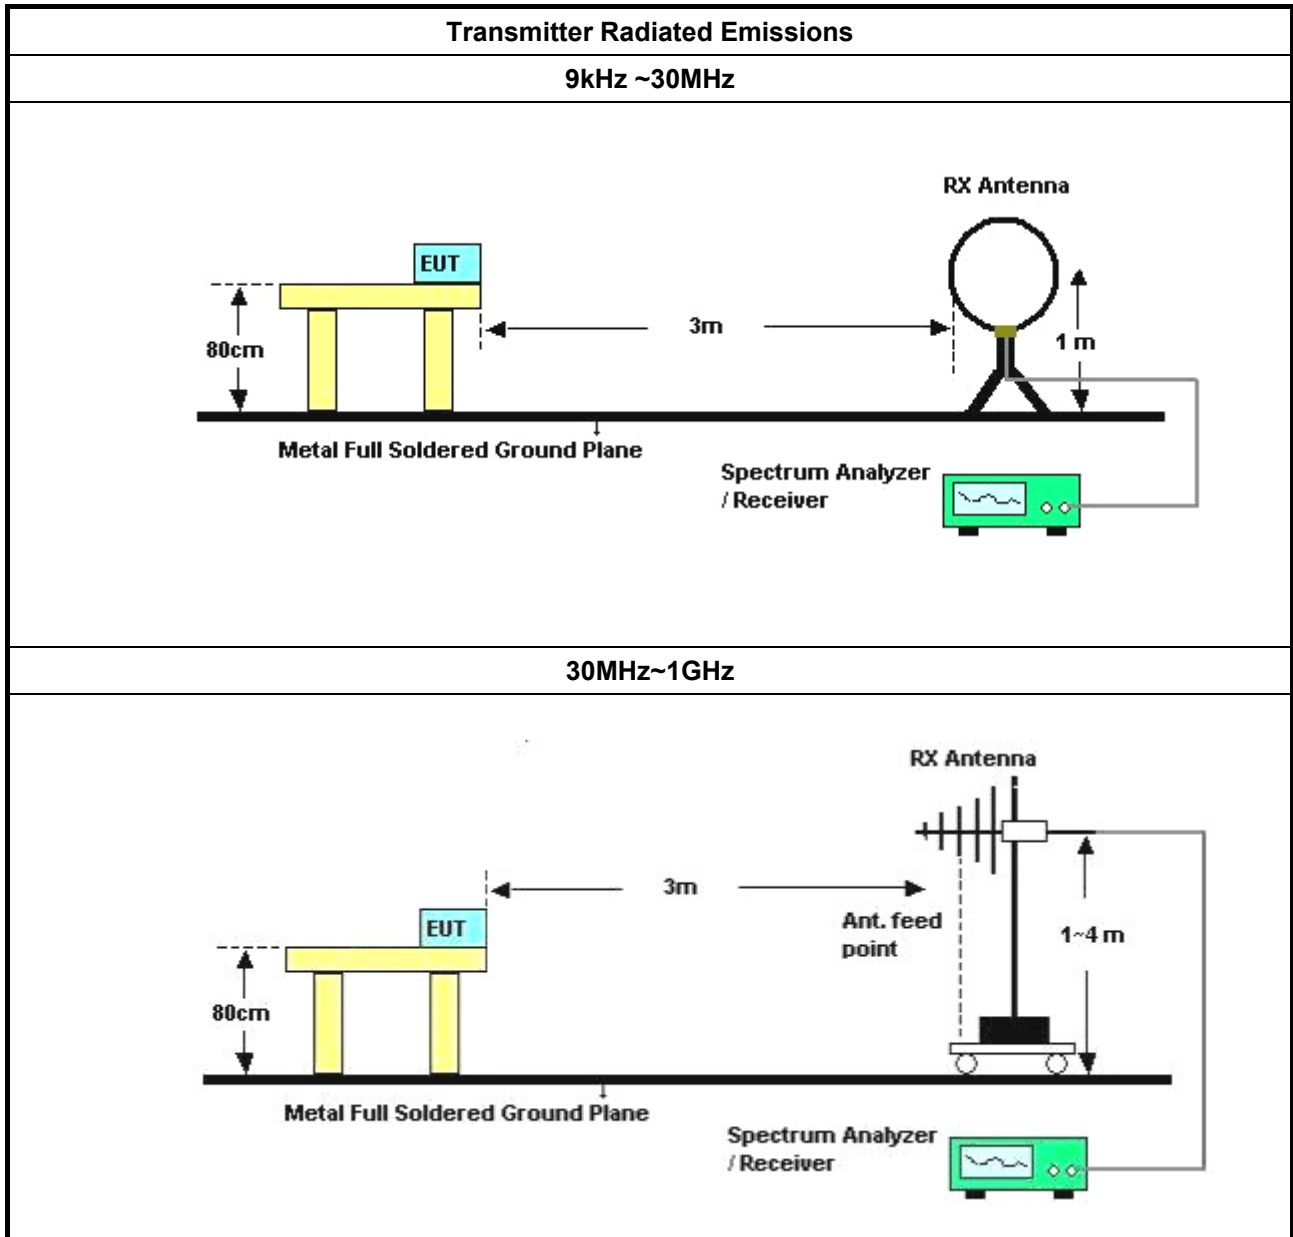 Transmitter Radiated Emissions
9kHz ~30MHz
RX Antenna
EUT
3m
80cm
1 m
Metal Full Soldered Ground Plane
Spectrum Analyzer
/ Receiver
30MHz~1GHz
RX Antenna
3m
EUT
Ant. feed
point
1~4 m
80cm
Metal Full Soldered Ground Plane
Spectrum Analyzer
/ Receiver